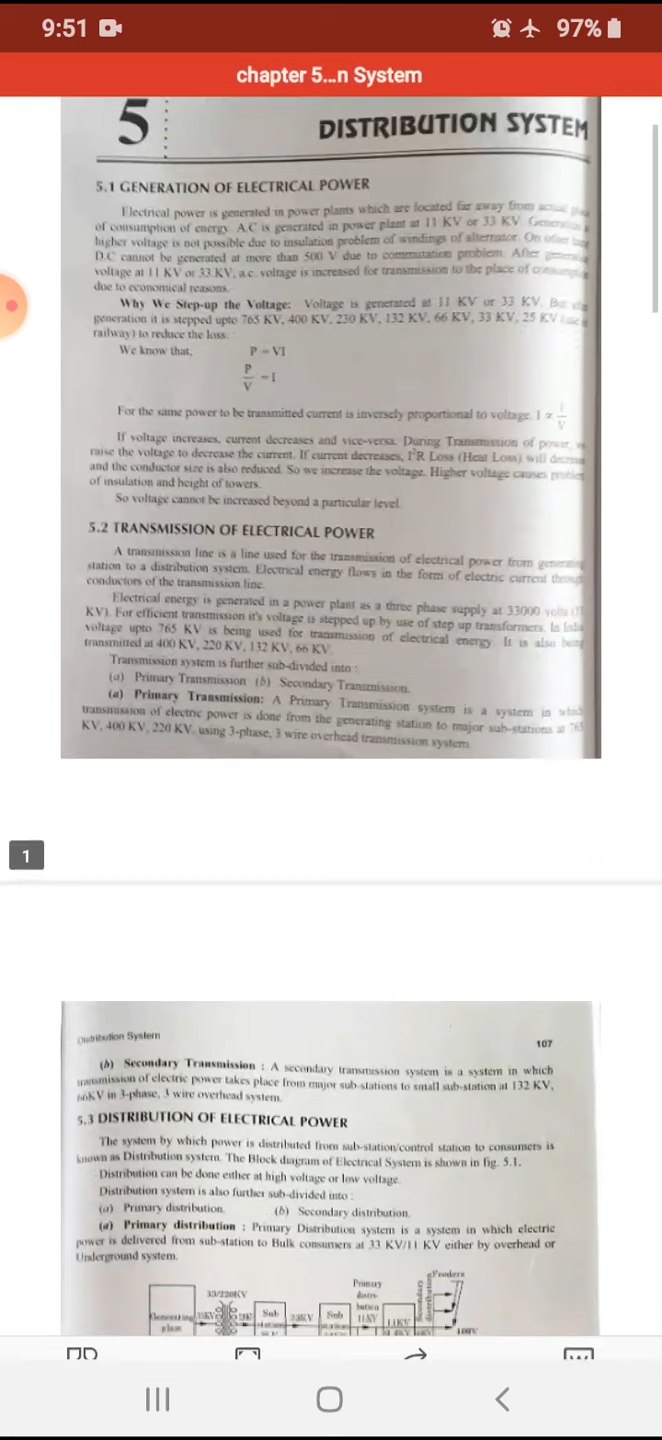 9:51
97%
chapter 5...n System
5
DISTRIBUTION SYSTEM
5.1 GENERATION OF ELECTRICAL POWER
Electrical power is generated in power plants which are located far away from actual
of consumption of energy. A.C is generated in power plant at 11 KV or 33 KV.
higher voltage is not possible due to insulation problem of windings of alternator. On other
D.C cannot be generated at more than 500 V due to commutation problem. After
voltage at 11 KV or 33 KV, a.c. voltage is increased for transmission to the place of
due to economical reasons.
Why We Step-up the Voltage: Voltage is generated at 11 KV or 33 KV. But
generation it is stepped upto 765 KV, 400 KV, 230 KV, 132 KV, 66 KV, 33 KV, 25 KV
railway) to reduce the loss:
We know that, P = VI
P/V = I
For the same power to be transmitted current is inversely proportional to voltage. I ∝ 1/V
If voltage increases, current decreases and vice-versa. During Transmission of power,
raise the voltage to decrease the current. If current decreases, I²R Loss (Heat Loss) will
and the conductor size is also reduced. So we increase the voltage. Higher voltage causes
of insulation and height of towers.
So voltage cannot be increased beyond a particular level.
5.2 TRANSMISSION OF ELECTRICAL POWER
A transmission line is a line used for the transmission of electrical power from generating
station to a distribution system. Electrical energy flows in the form of electric current through
conductors of the transmission line.
Electrical energy is generated in a power plant as a three phase supply at 33000 volts
KV). For efficient transmission it's voltage is stepped up by use of step up transformers. In India
voltage upto 765 KV is being used for transmission of electrical energy. It is also being
transmitted at 400 KV, 220 KV, 132 KV, 66 KV.
Transmission system is further sub-divided into :
(a) Primary Transmission (b) Secondary Transmission.
(a) Primary Transmission: A Primary Transmission system is a system in which
transmission of electric power is done from the generating station to major sub-stations at 765
KV, 400 KV, 220 KV, using 3-phase, 3 wire overhead transmission system.
1
Distribution System
107
(b) Secondary Transmission : A secondary transmission system is a system in which
transmission of electric power takes place from major sub-stations to small sub-station at 132 KV,
66KV in 3-phase, 3 wire overhead system.
5.3 DISTRIBUTION OF ELECTRICAL POWER
The system by which power is distributed from sub-station/control station to consumers is
known as Distribution system. The Block diagram of Electrical System is shown in fig. 5.1.
Distribution can be done either at high voltage or low voltage.
Distribution system is also further sub-divided into :
(a) Primary distribution. (b) Secondary distribution.
(a) Primary distribution : Primary Distribution system is a system in which electric
power is delivered from sub-station to Bulk consumers at 33 KV/11 KV either by overhead or
Underground system.
33/220KV
Generating
Sub
33KV
Sub
Primary
distri-
bution
11KV
11KV
Secondary
distribution
Feeders